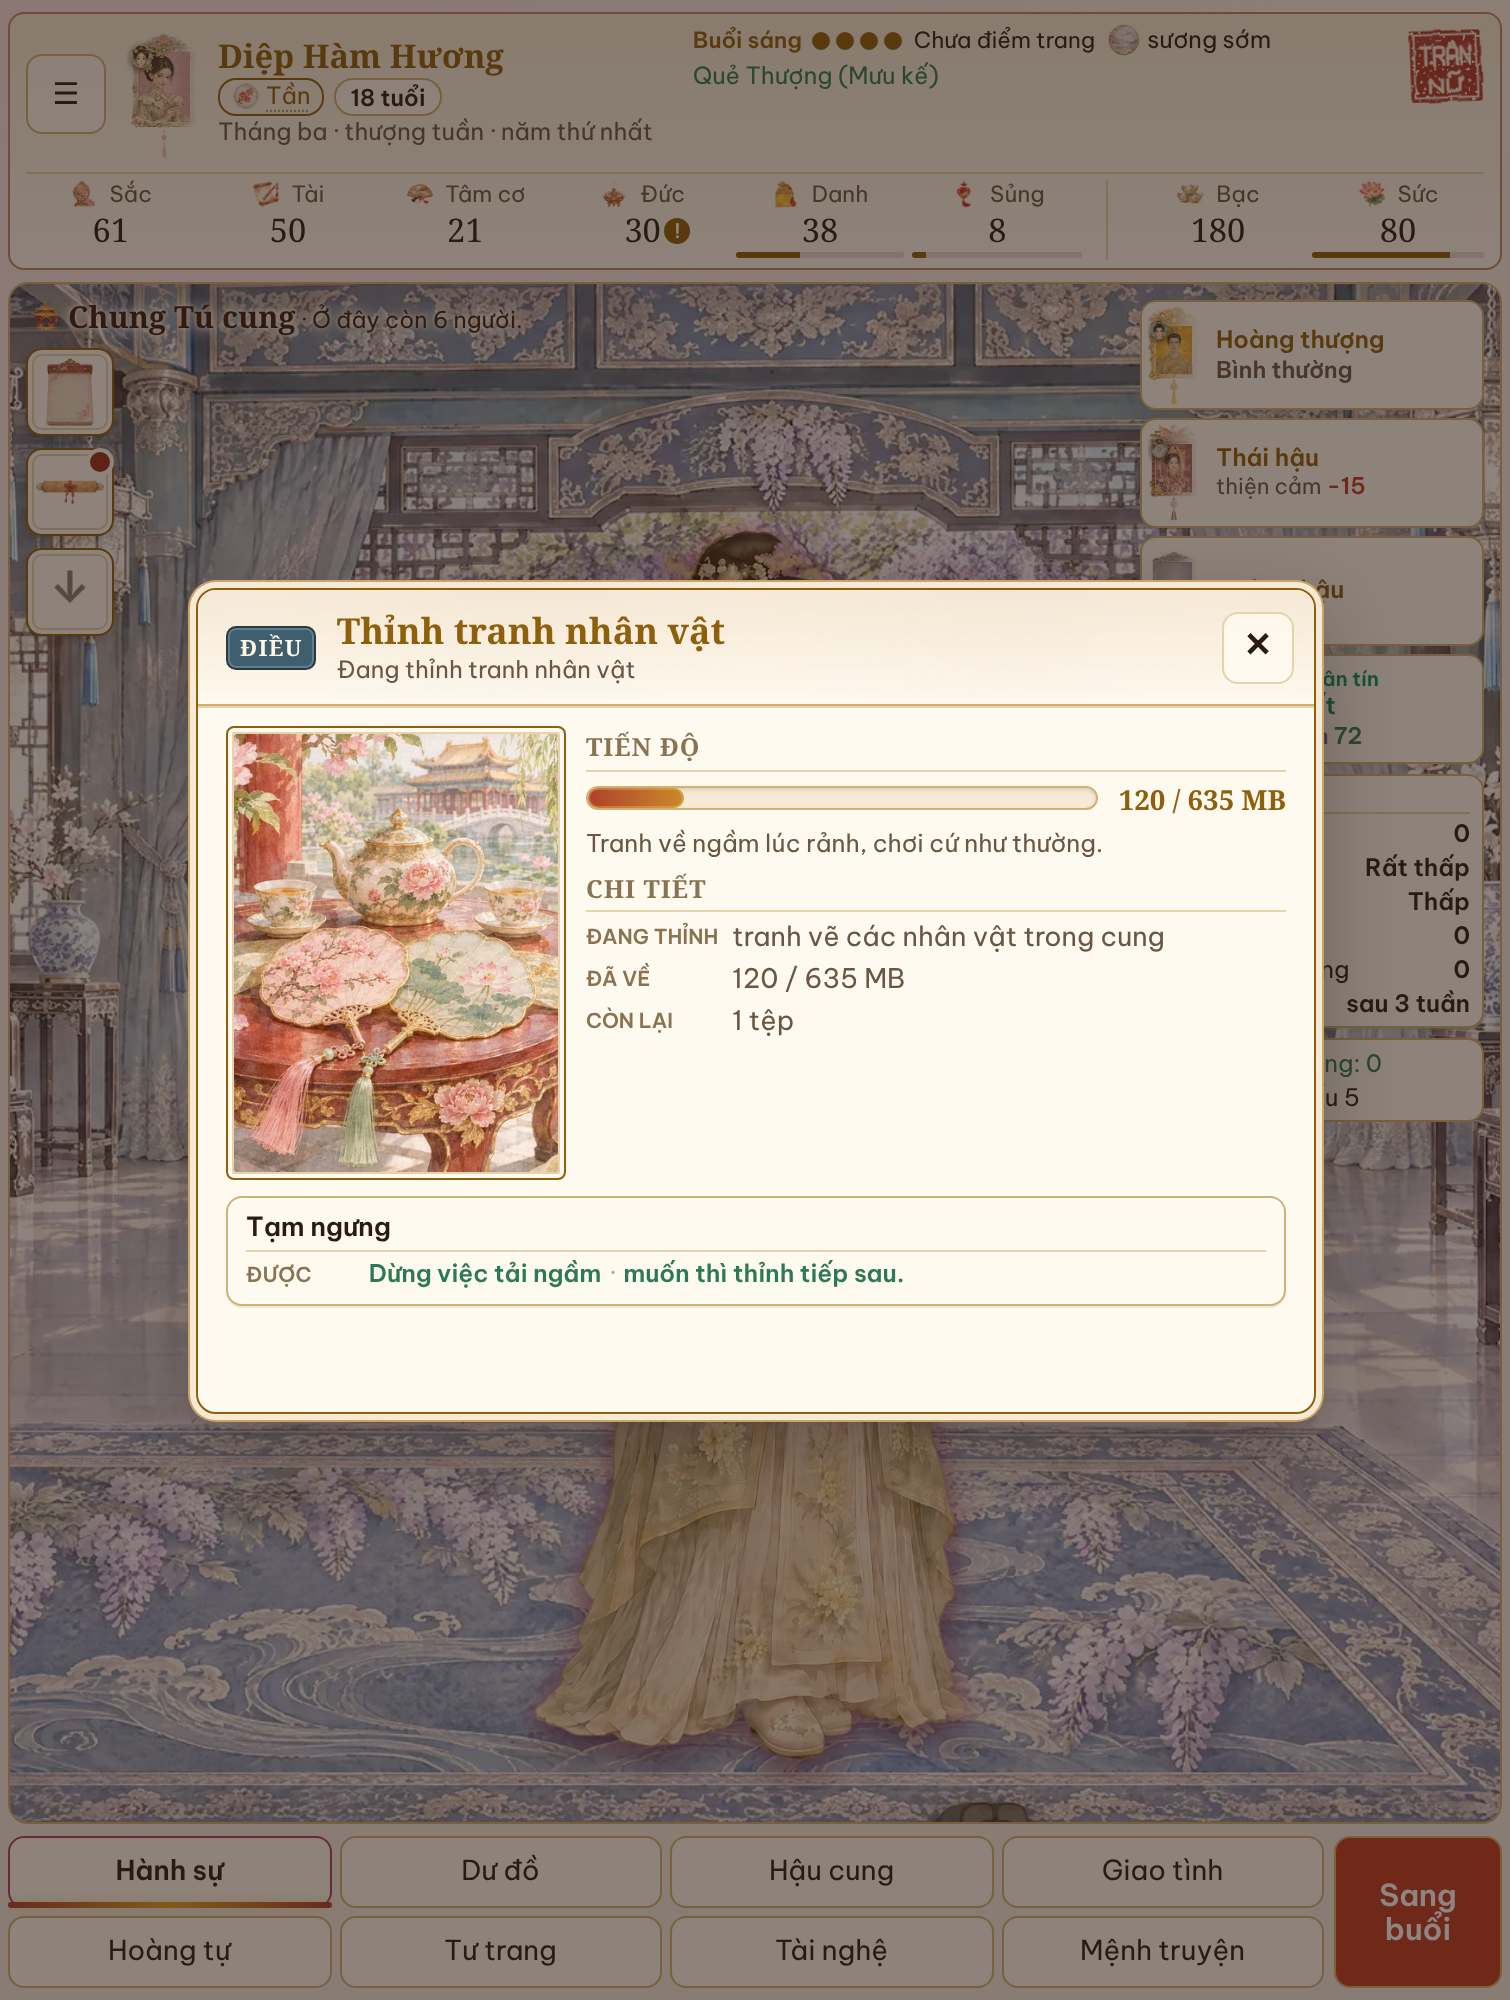 Diệp Hàm Hương
Tần
18 tuổi
Tháng ba · thượng tuần · năm thứ nhất
Buổi sáng
Chưa điểm trang
sương sớm
Quẻ Thượng (Mưu kế)
TRÂN
NỮ
Sắc
61
Tài
50
Tâm cơ
21
Đức
30 !
Danh
38
Sủng
8
Bạc
180
Sức
80
Chung Tú cung · Ở đây còn 6 người.
Hoàng thượng
Bình thường
Thái hậu
thiện cảm -15
72
0
Rất thấp
Thấp
0
0
sau 3 tuần
0
5
ĐIỀU
Thỉnh tranh nhân vật
Đang thỉnh tranh nhân vật
✕
TIẾN ĐỘ
120 / 635 MB
Tranh về ngầm lúc rảnh, chơi cứ như thường.
CHI TIẾT
ĐANG THỈNH tranh vẽ các nhân vật trong cung
ĐÃ VỀ 120 / 635 MB
CÒN LẠI 1 tệp
Tạm ngưng
ĐƯỢC Dừng việc tải ngầm · muốn thì thỉnh tiếp sau.
Hành sự
Dư đồ
Hậu cung
Giao tình
Sang
buổi
Hoàng tự
Tư trang
Tài nghệ
Mệnh truyện